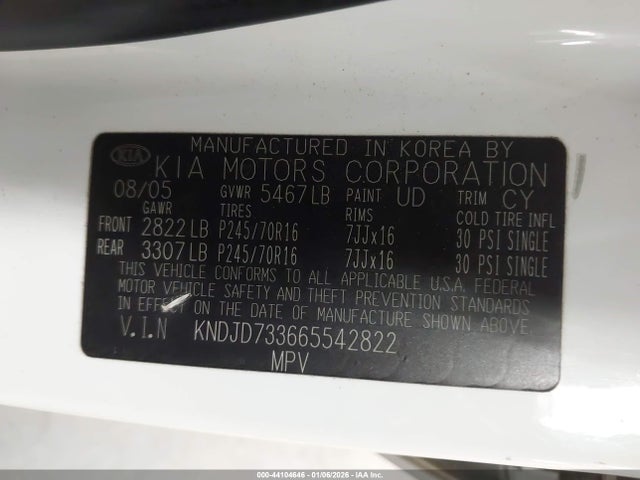 MANUFACTURED IN KOREA BY
KIA KIA MOTORS CORPORATION
08/05 GVWR 5467LB PAINT UD TRIM CY
GAWR TIRES RIMS COLD TIRE INFL
FRONT 2822LB P245/70R16 7JJx16 30 PSI SINGLE
REAR 3307LB P245/70R16 7JJx16 30 PSI SINGLE
THIS VEHICLE CONFORMS TO ALL APPLICABLE U.S.A. FEDERAL
MOTOR VEHICLE SAFETY AND THEFT PREVENTION STANDARDS
IN EFFECT ON THE DATE OF MANUFACTURE SHOWN ABOVE.
V.I.N KNDJD733665542822
MPV
000-44104646 01/06/2026 - IAA Inc.